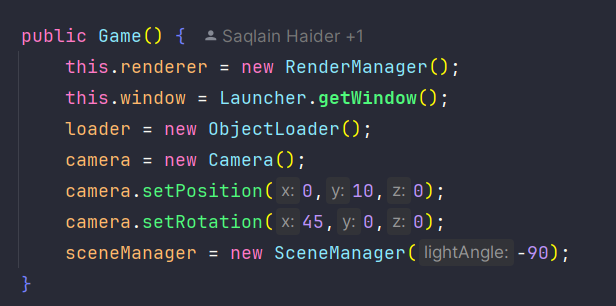 public Game() { Saqlain Haider +1
this.renderer = new RenderManager();
this.window = Launcher.getWindow();
loader = new ObjectLoader();
camera = new Camera();
camera.setPosition( x: 0, y: 10, z: 0);
camera.setRotation( x: 45, y: 0, z: 0);
sceneManager = new SceneManager( lightAngle: -90);
}